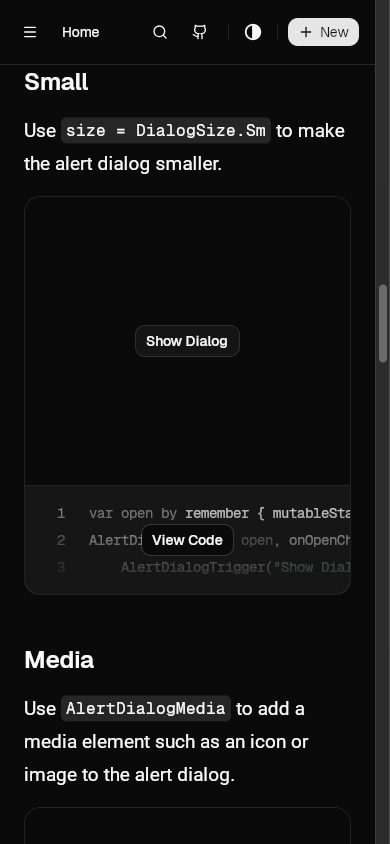 Home
New
Small
Use size = DialogSize.Sm to make
the alert dialog smaller.
Show Dialog
1 var open by remember { mutableSta
2 AlertDi open, onOpenCh
View Code
3 AlertDialogTrigger("Show Dial
Media
Use AlertDialogMedia to add a
media element such as an icon or
image to the alert dialog.